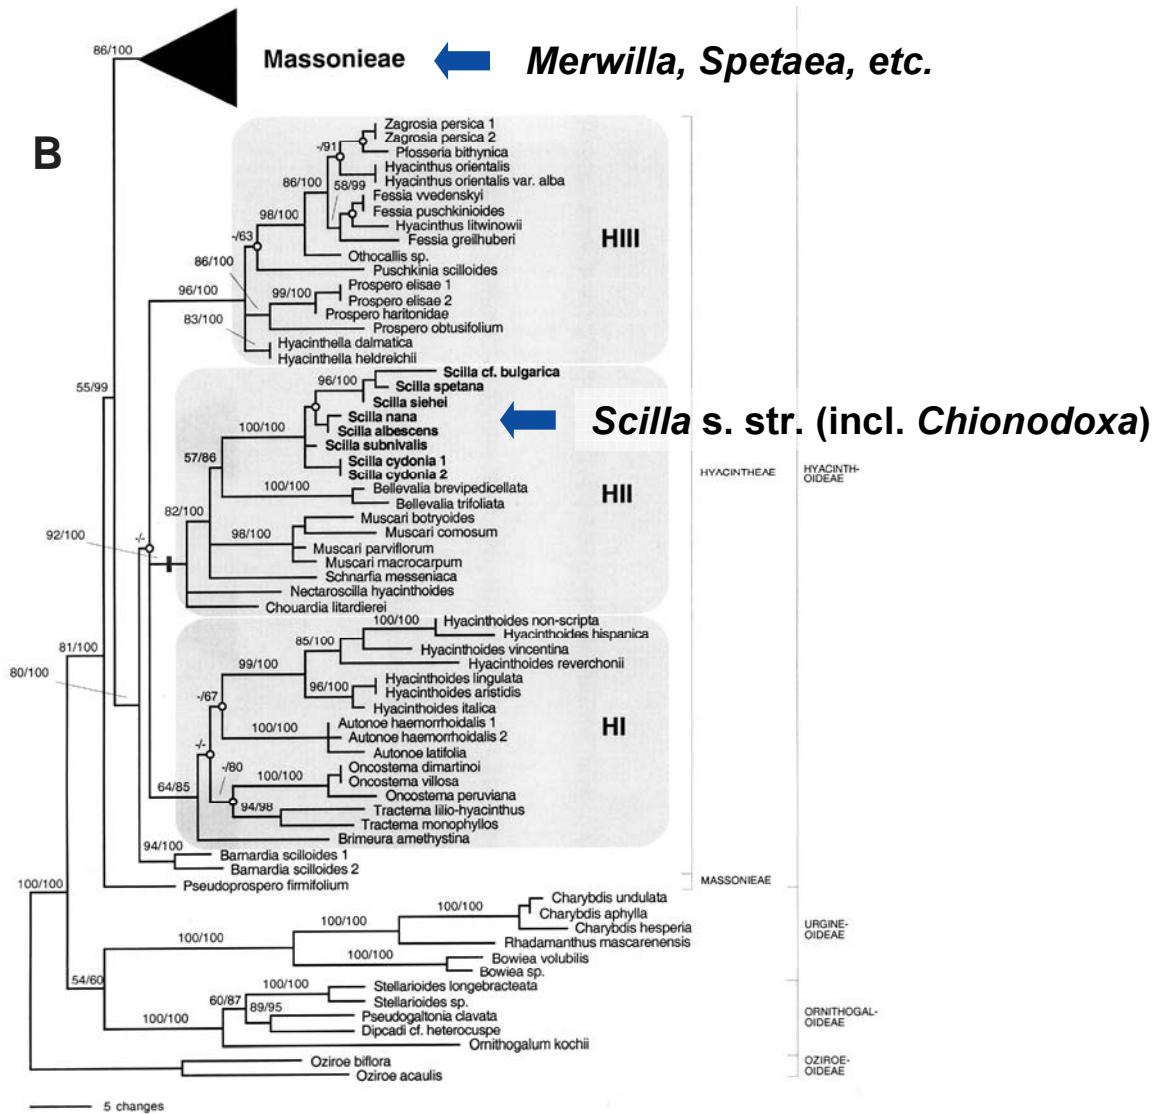 86/100
Massonieae
Merwilla, Spetaea, etc.
B
Zagrosia persica 1
Zagrosia persica 2
-/91
Pfosseria bithynica
Hyacinthus orientalis
86/100
58/99
Hyacinthus orientalis var. alba
Fessia vvedenskyi
Fessia puschkinioides
98/100
Hyacinthus litwinowii
-/63
Fessia greilhuberi
HIII
Othocallis sp.
86/100
Puschkinia scilloides
96/100
99/100
Prospero elisae 1
Prospero elisae 2
Prospero haritonidae
83/100
Prospero obtusifolium
Hyacinthella dalmatica
Hyacinthella heldreichii
55/99
96/100
Scilla cf. bulgarica
Scilla spetana
Scilla siehei
Scilla nana
Scilla s. str. (incl. Chionodoxa)
100/100
Scilla albescens
Scilla subnivalis
57/86
Scilla cydonia 1
Scilla cydonia 2
HYACINTHEAE
HYACINTH-
OIDEAE
100/100
Bellevalia brevipedicellata
HII
Bellevalia trifoliata
82/100
Muscari botryoides
92/100
-/-
98/100
Muscari comosum
Muscari parviflorum
Muscari macrocarpum
Schnarfia messeniaca
Nectaroscilla hyacinthoides
Chouardia litardierei
100/100
Hyacinthoides non-scripta
Hyacinthoides hispanica
81/100
85/100
Hyacinthoides vincentina
80/100
99/100
Hyacinthoides reverchonii
96/100
Hyacinthoides lingulata
-/67
Hyacinthoides aristidis
Hyacinthoides italica
100/100
Autonoe haemorrhoidalis 1
HI
Autonoe haemorrhoidalis 2
-/-
Autonoe latifolia
-/80
100/100
Oncostema dimartinoi
64/85
Oncostema villosa
Oncostema peruviana
94/98
Tractema lilio-hyacinthus
Tractema monophyllos
Brimeura amethystina
94/100
Barnardia scilloides 1
Barnardia scilloides 2
100/100
Pseudoprospero firmifolium
MASSONIEAE
100/100
Charybdis undulata
Charybdis aphylla
100/100
Charybdis hesperia
URGINE-
OIDEAE
100/100
Rhadamanthus mascarenensis
100/100
Bowiea volubilis
Bowiea sp.
54/60
100/100
Stellarioides longebracteata
60/87
Stellarioides sp.
89/95
Pseudogaltonia clavata
ORNITHOGAL-
OIDEAE
100/100
Dipcadi cf. heterocuspe
Ornithogalum kochii
Oziroe biflora
OZIROE-
OIDEAE
Oziroe acaulis
5 changes